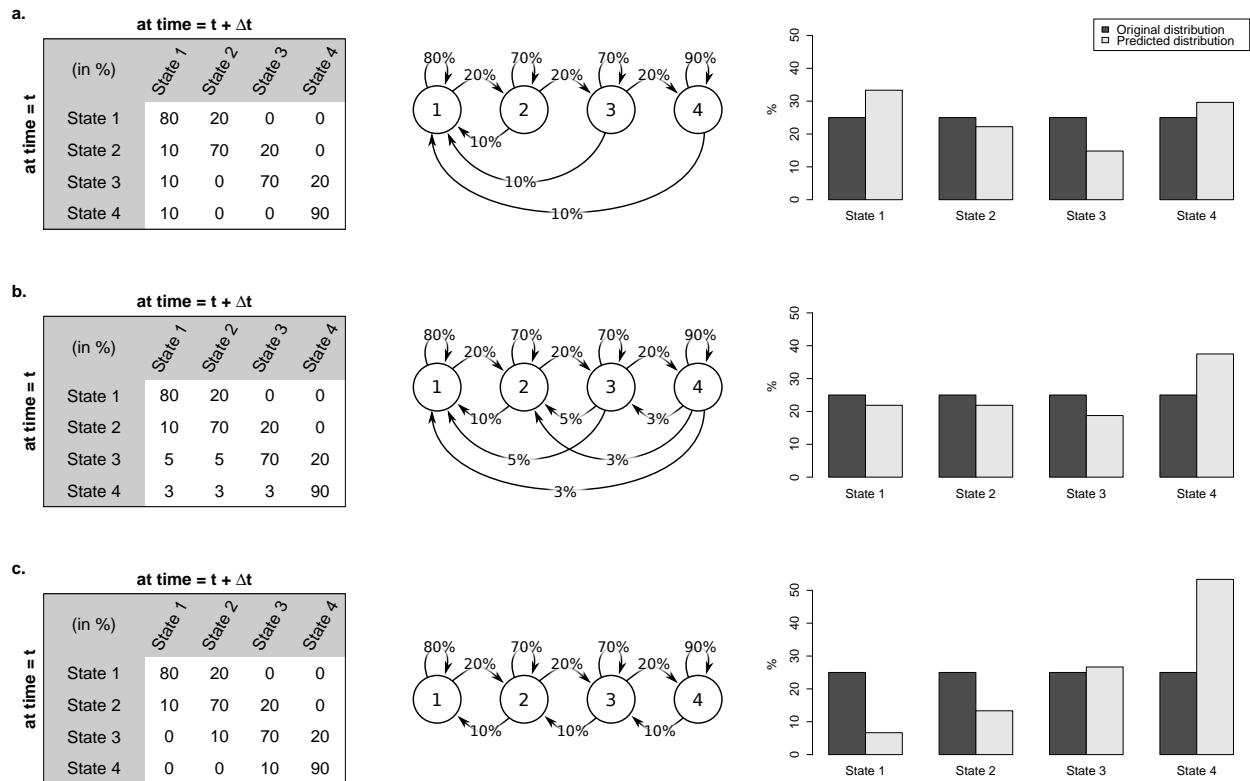 a.
at time = t + Δt
at time = t
(in %) State 1 State 2 State 3 State 4
State 1 80 20 0 0
State 2 10 70 20 0
State 3 10 0 70 20
State 4 10 0 0 90
80% 70% 70% 90%
20% 20% 20%
1 2 3 4
10%
10%
10%
Original distribution
Predicted distribution
%
50
40
30
20
10
0
State 1 State 2 State 3 State 4
b.
at time = t + Δt
at time = t
(in %) State 1 State 2 State 3 State 4
State 1 80 20 0 0
State 2 10 70 20 0
State 3 5 5 70 20
State 4 3 3 3 90
80% 70% 70% 90%
20% 20% 20%
1 2 3 4
10% 5% 3%
5% 3%
3%
%
50
40
30
20
10
0
State 1 State 2 State 3 State 4
c.
at time = t + Δt
at time = t
(in %) State 1 State 2 State 3 State 4
State 1 80 20 0 0
State 2 10 70 20 0
State 3 0 10 70 20
State 4 0 0 10 90
80% 70% 70% 90%
20% 20% 20%
1 2 3 4
10% 10% 10%
%
50
40
30
20
10
0
State 1 State 2 State 3 State 4